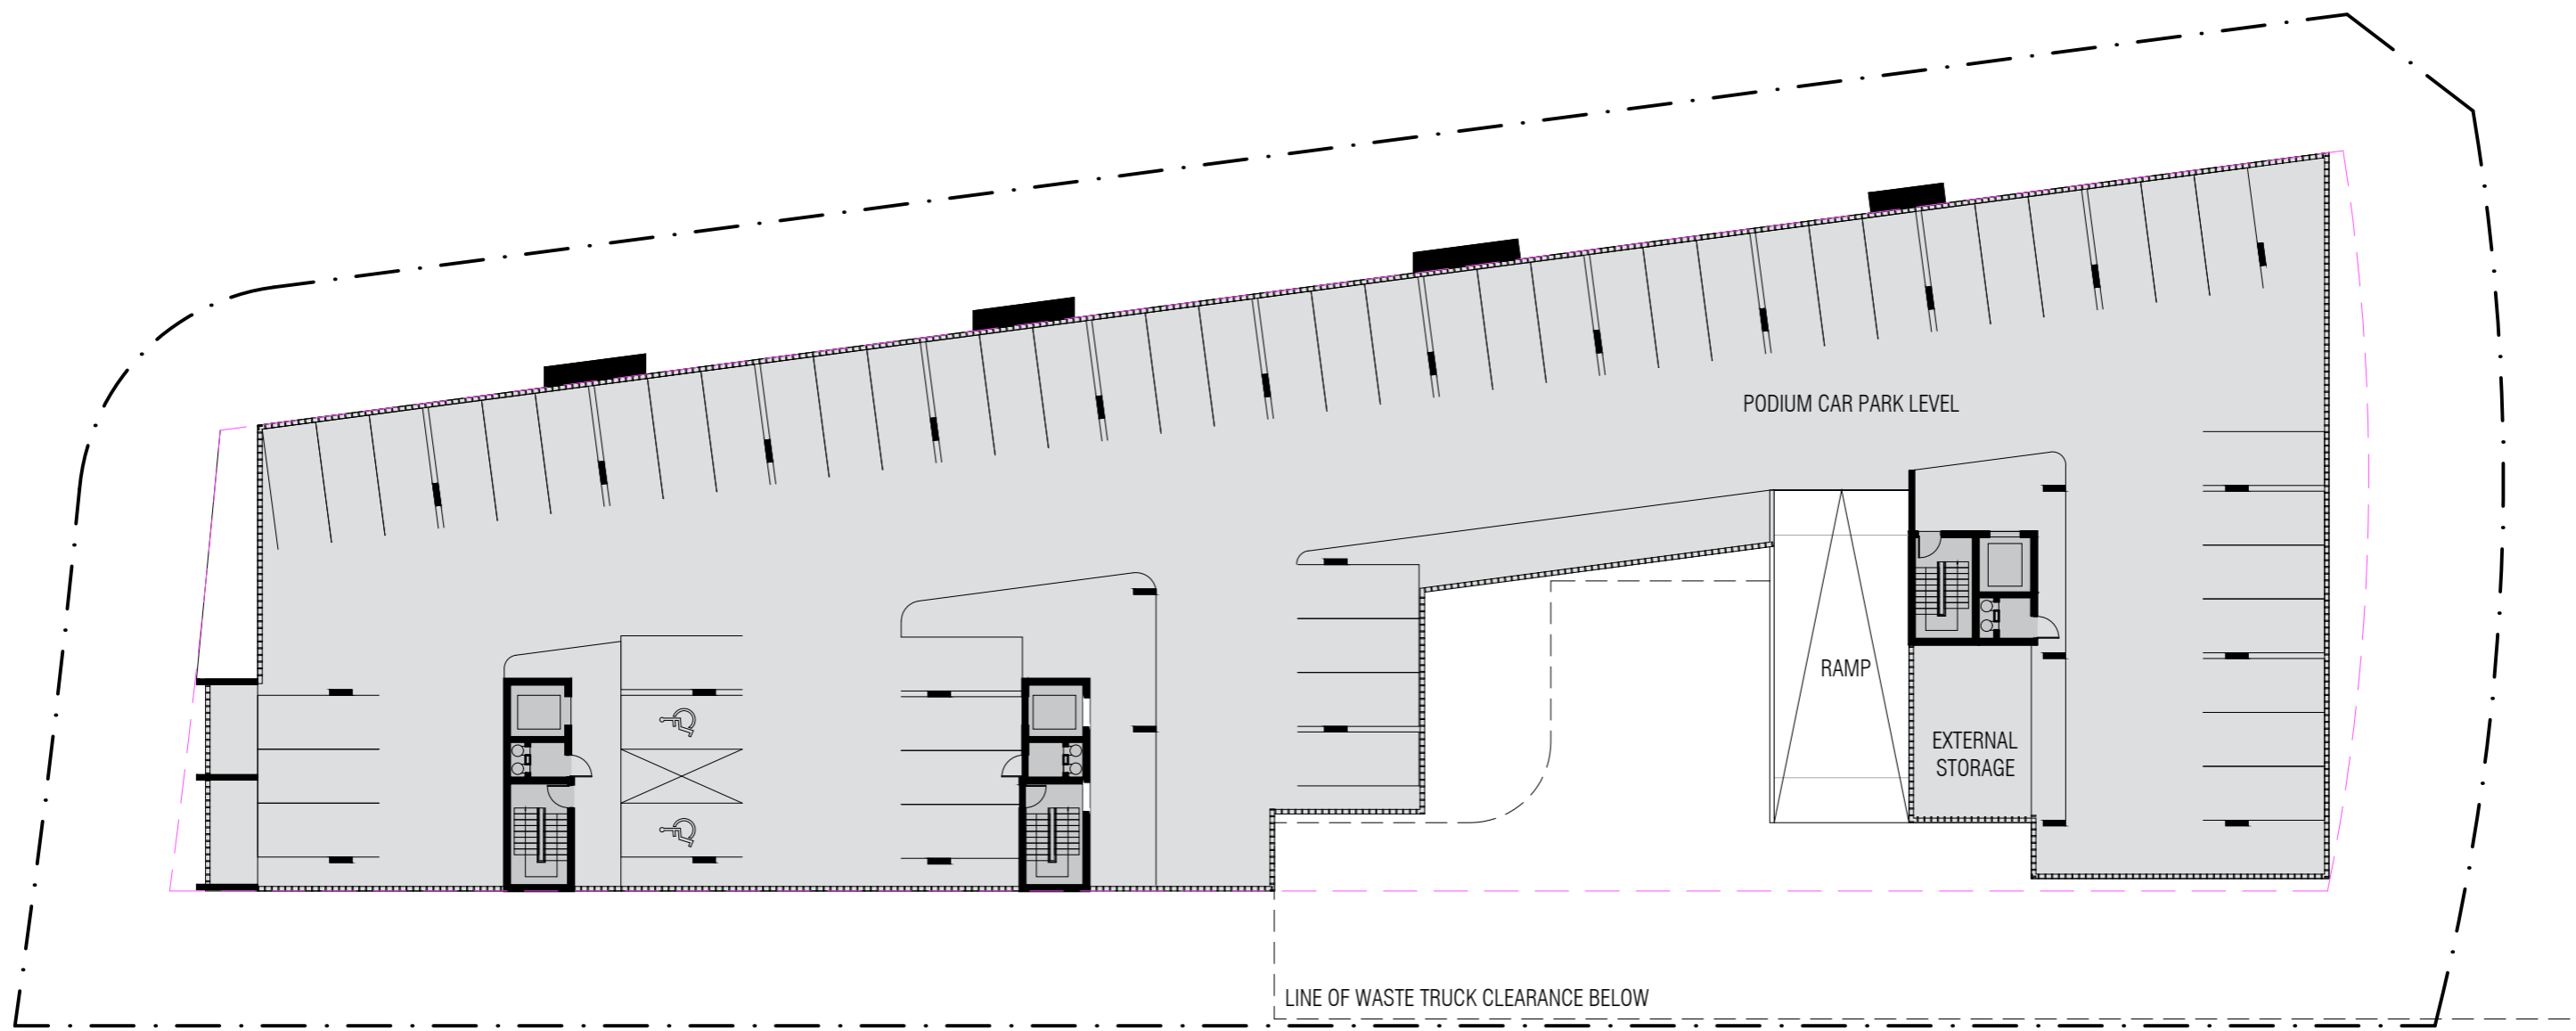 PODIUM CAR PARK LEVEL
RAMP
EXTERNAL
STORAGE
LINE OF WASTE TRUCK CLEARANCE BELOW